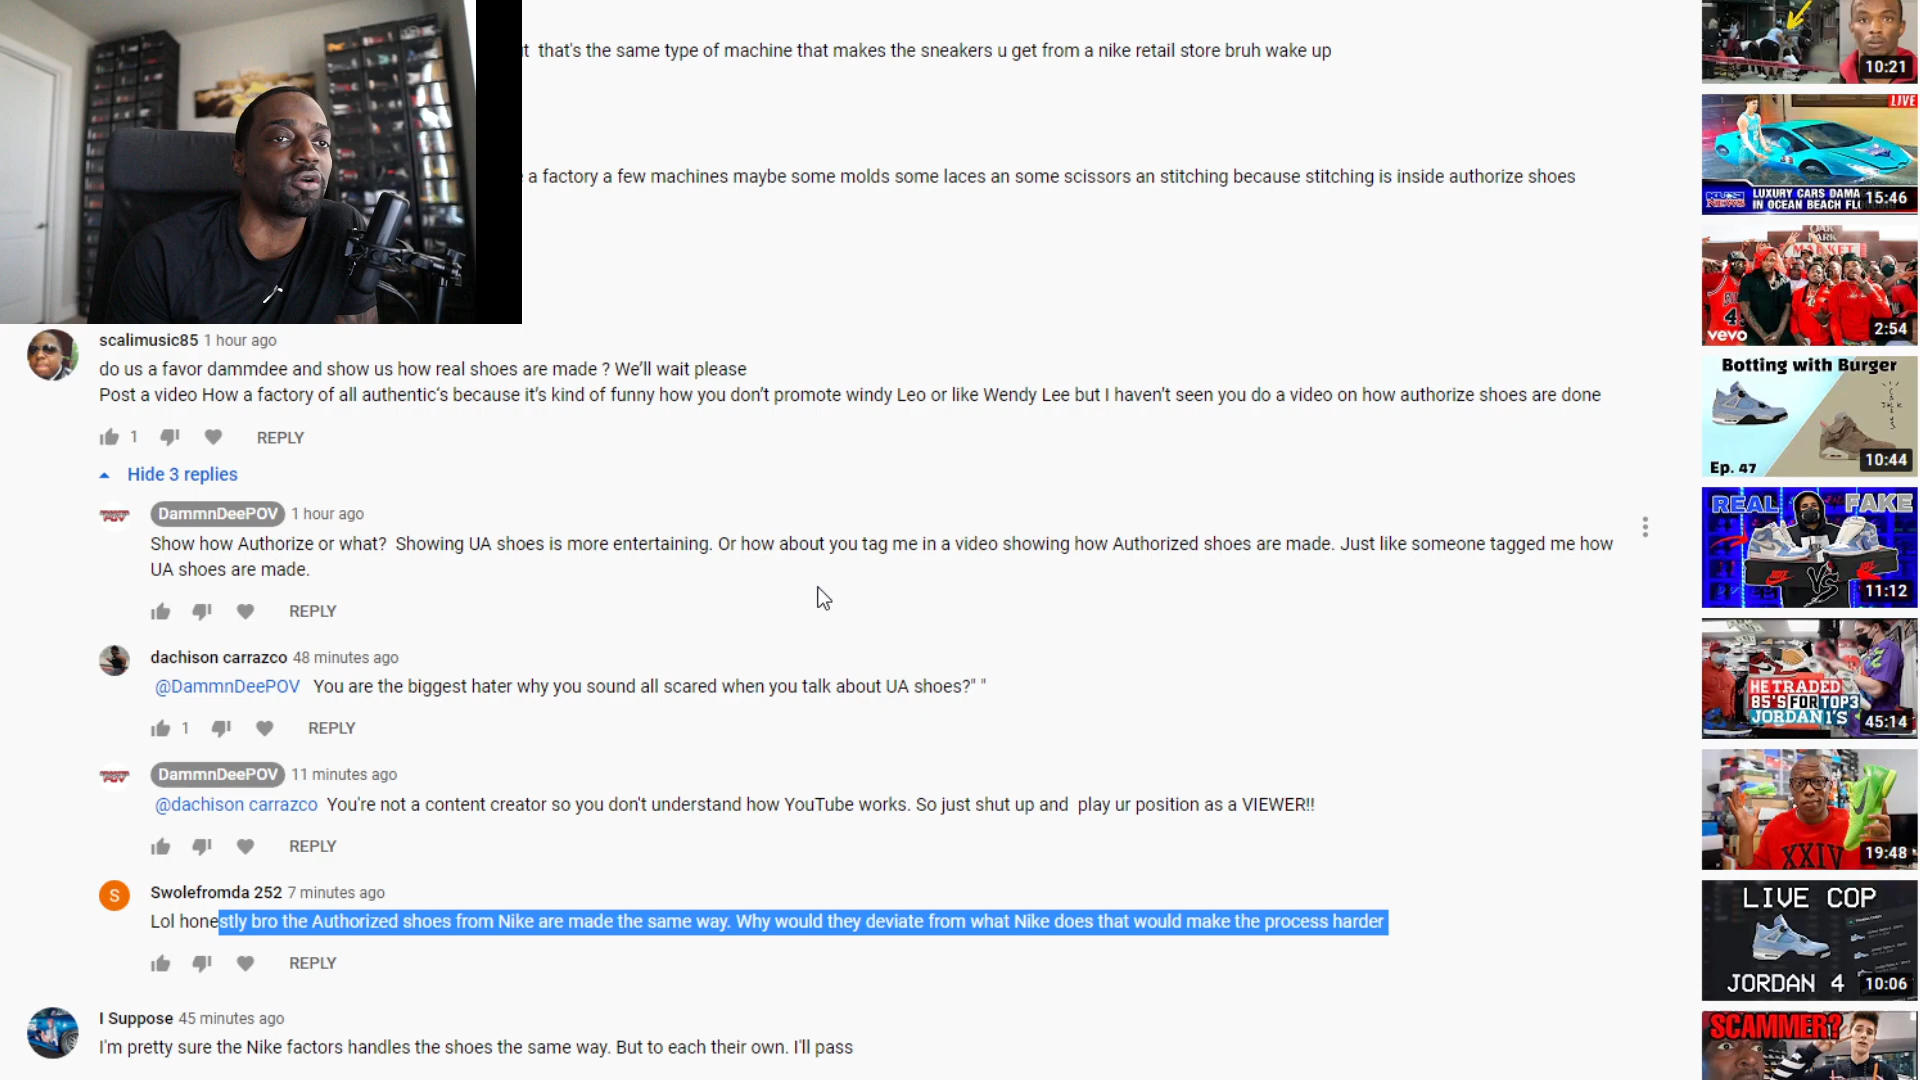 that's the same type of machine that makes the sneakers u get from a nike retail store bruh wake up
a factory a few machines maybe some molds some laces an some scissors an stitching because stitching is inside authorize shoes
scalimusic85 1 hour ago
do us a favor dammdee and show us how real shoes are made ? We’ll wait please
Post a video How a factory of all authentic‘s because it’s kind of funny how you don’t promote windy Leo or like Wendy Lee but I haven’t seen you do a video on how authorize shoes are done
1 REPLY
Hide 3 replies
DammnDeePOV 1 hour ago
Show how Authorize or what?  Showing UA shoes is more entertaining. Or how about you tag me in a video showing how Authorized shoes are made. Just like someone tagged me how
UA shoes are made.
REPLY
dachison carrazco 48 minutes ago
@DammnDeePOV You are the biggest hater why you sound all scared when you talk about UA shoes?" "
1 REPLY
DammnDeePOV 11 minutes ago
@dachison carrazco You're not a content creator so you don't understand how YouTube works. So just shut up and  play ur position as a VIEWER!!
REPLY
S
Swolefromda 252 7 minutes ago
Lol honestly bro the Authorized shoes from Nike are made the same way. Why would they deviate from what Nike does that would make the process harder
REPLY
I Suppose 45 minutes ago
I'm pretty sure the Nike factors handles the shoes the same way. But to each their own. I'll pass
10:21
LIVE
KUSI NEWS
LUXURY CARS DAMA
IN OCEAN BEACH
15:46
OAK
PARK
MARKET
vevo
2:54
Botting with Burger
Ep. 47
10:44
REAL FAKE
VS
11:12
HE TRADED
85'S FOR TOP3
JORDAN 1'S
45:14
XXIV
19:48
LIVE COP
JORDAN 4
10:06
SCAMMER?